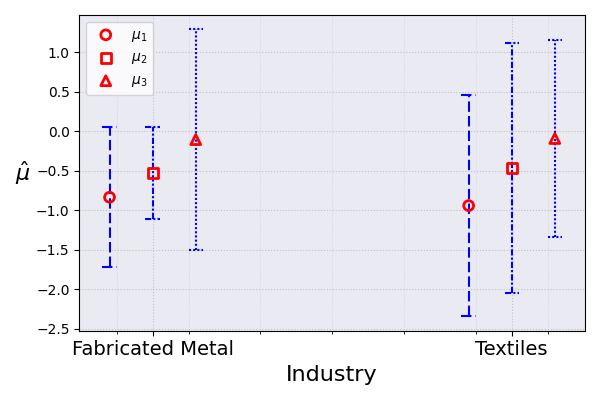 μ₁
μ₂
μ₃
1.0
0.5
0.0
−0.5
−1.0
−1.5
−2.0
−2.5
μ̂
Fabricated Metal Textiles
Industry